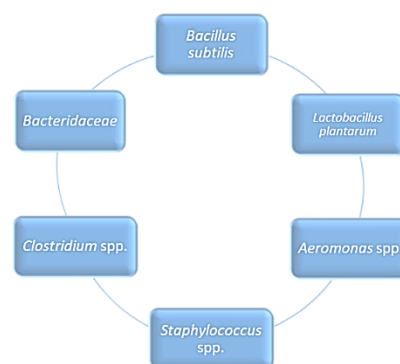 Bacillus
subtilis
Bacteridaceae
Lactobacillus
plantarum
Clostridium spp.
Aeromonas spp
Staphylococcus
spp.